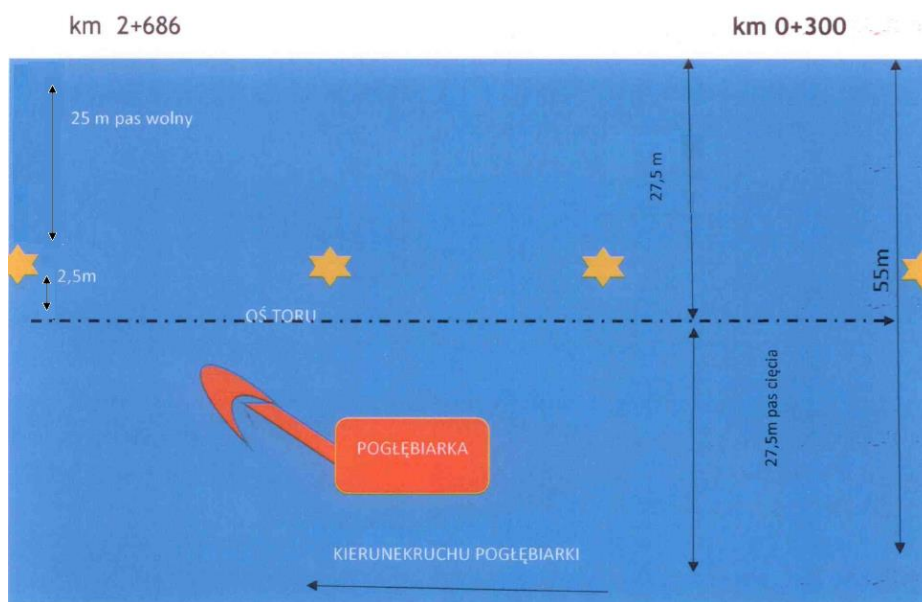 km 2+686
km 0+300
25 m pas wolny
27,5 m
2,5m
55m
OŚ TORU
27,5m pas cięcia
POGŁĘBIARKA
KIERUNEKRUCHU POGŁĘBIARKI